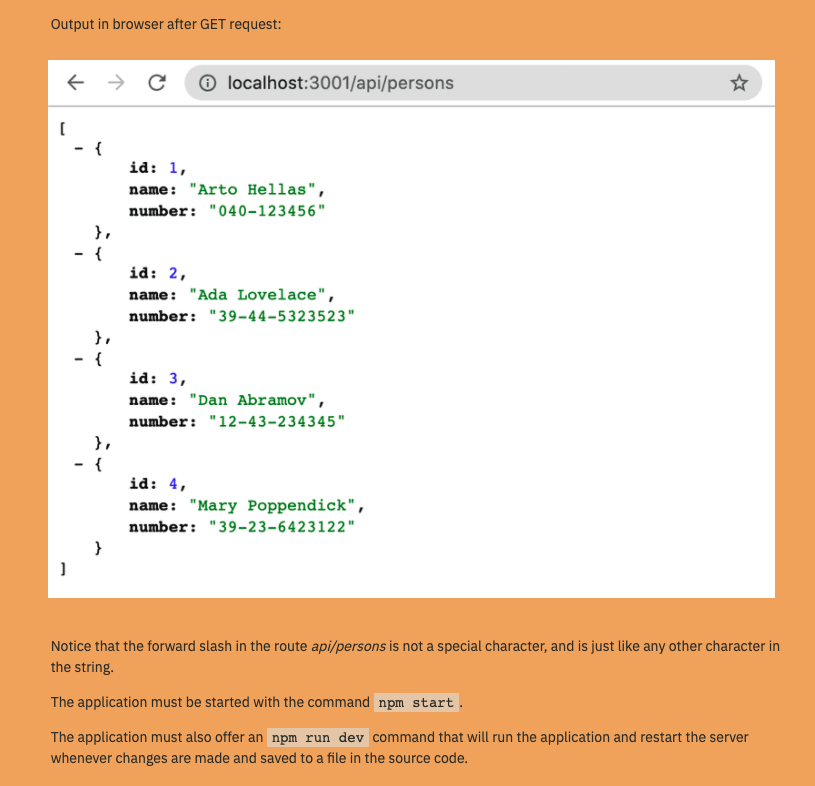 Output in browser after GET request:
localhost:3001/api/persons
[
- {
id: 1,
name: "Arto Hellas",
number: "040-123456"
},
- {
id: 2,
name: "Ada Lovelace",
number: "39-44-5323523"
},
- {
id: 3,
name: "Dan Abramov",
number: "12-43-234345"
},
- {
id: 4,
name: "Mary Poppendick",
number: "39-23-6423122"
}
]
Notice that the forward slash in the route api/persons is not a special character, and is just like any other character in
the string.
The application must be started with the command npm start.
The application must also offer an npm run dev command that will run the application and restart the server
whenever changes are made and saved to a file in the source code.